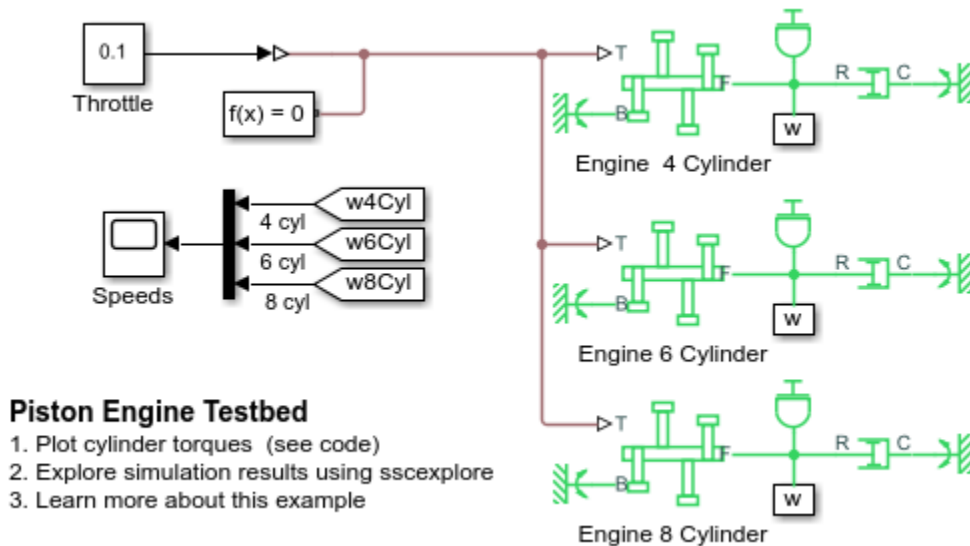 0.1
Throttle
f(x) = 0
w4Cyl
4 cyl
w6Cyl
6 cyl
w8Cyl
8 cyl
Speeds
T
B
F
R
C
w
Engine  4 Cylinder
T
B
F
R
C
w
Engine 6 Cylinder
T
B
F
R
C
w
Engine 8 Cylinder
Piston Engine Testbed
1. Plot cylinder torques  (see code)
2. Explore simulation results using sscexplore
3. Learn more about this example